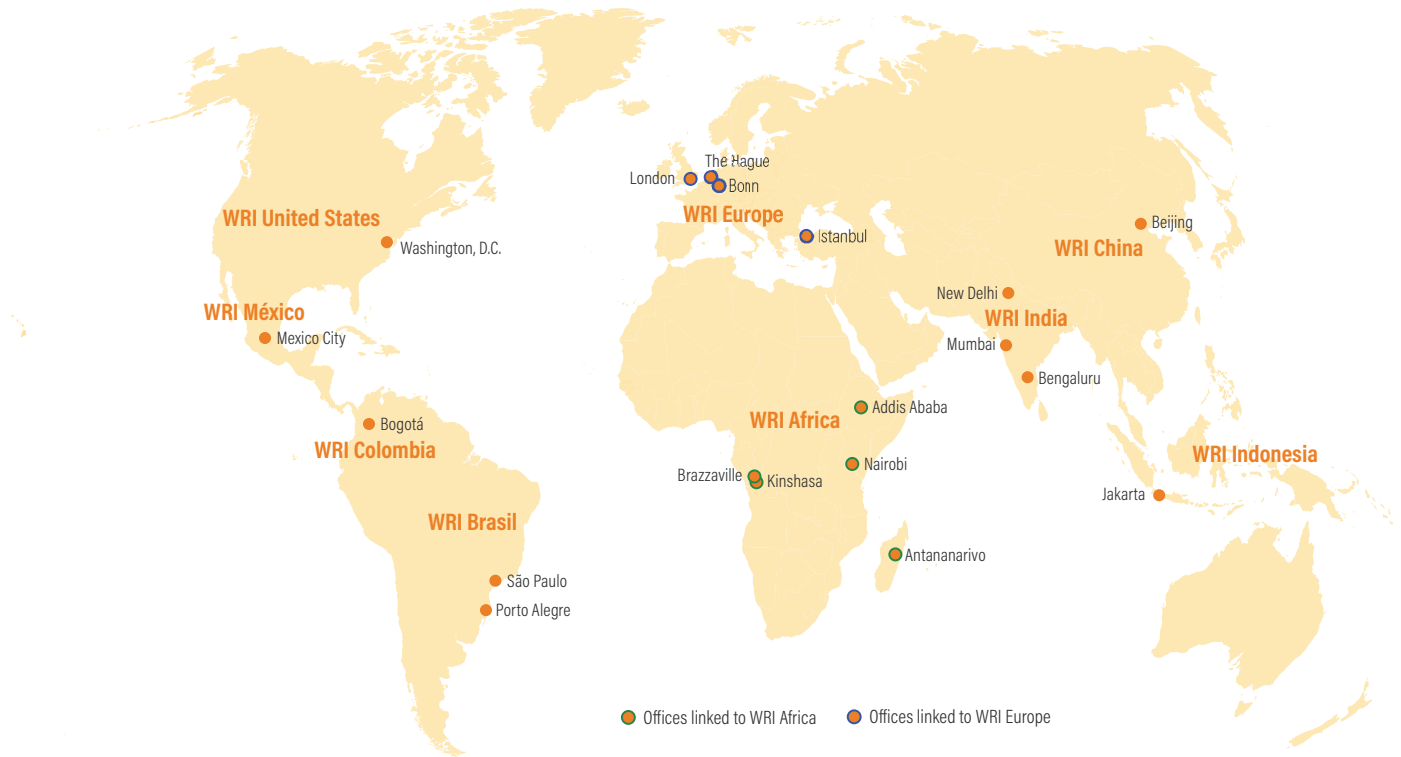 The Hague
London
Bonn
WRI Europe
Istanbul
WRI United States
Washington, D.C.
Beijing
WRI China
New Delhi
WRI India
Mumbai
Bengaluru
WRI México
Mexico City
Bogotá
WRI Colombia
Addis Ababa
WRI Africa
Nairobi
Brazzaville
Kinshasa
Antananarivo
WRI Indonesia
Jakarta
WRI Brasil
São Paulo
Porto Alegre
Offices linked to WRI Africa
Offices linked to WRI Europe